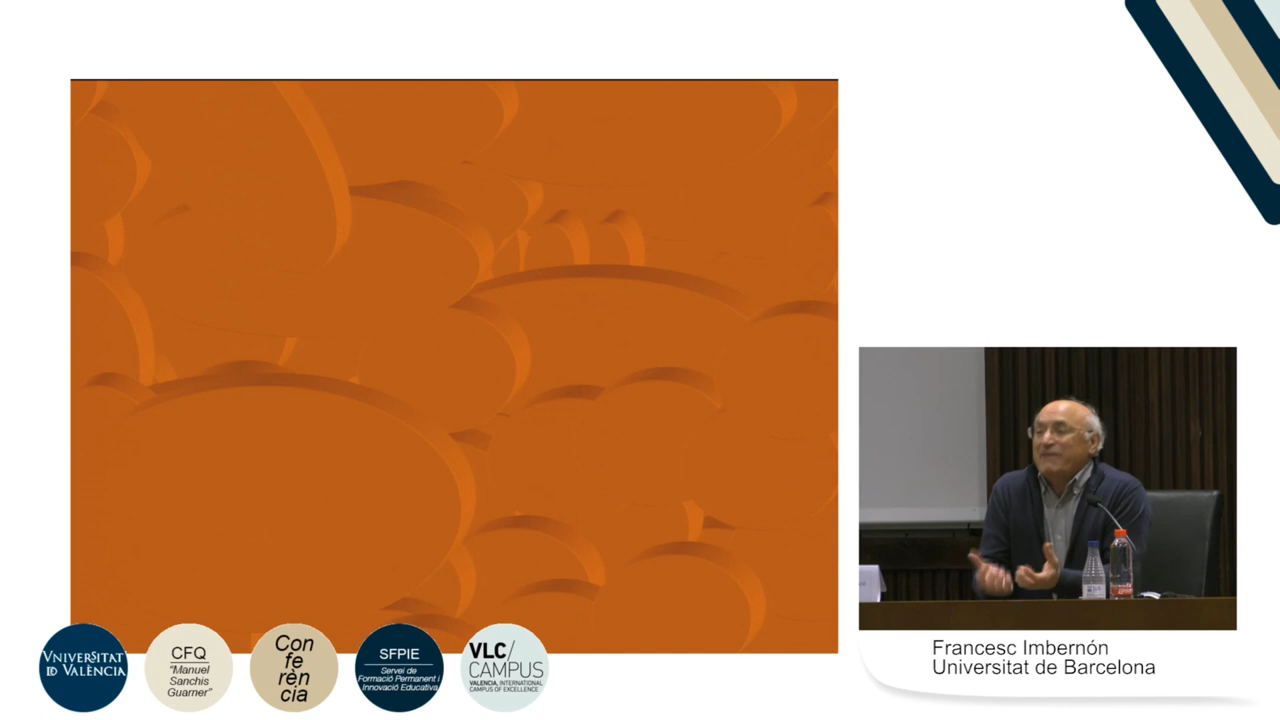 Francesc Imbernón
Universitat de Barcelona
VNIVERSITAT
ID VALÈNCIA
CFQ
"Manuel
Sanchis
Guarner"
Con
fe
rèn
cia
SFPIE
Servei de
Formació Permanent i
Innovació Educativa
VLC/
CAMPUS
VALENCIA, INTERNATIONAL
CAMPUS OF EXCELLENCE